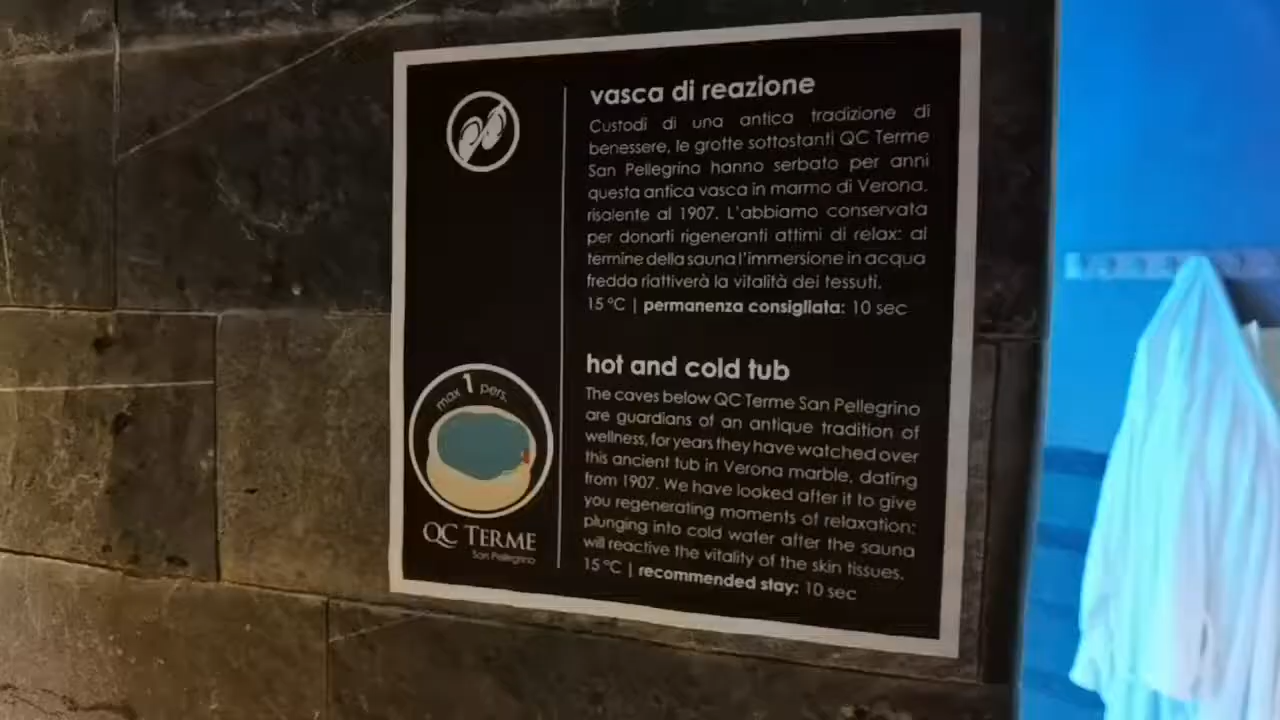 vasca di reazione
Custodi di una antica tradizione di
benessere, le grotte sottostanti QC Terme
San Pellegrino hanno serbato per anni
questa antica vasca in marmo di Verona,
risalente al 1907. L'abbiamo conservata
per donarti rigeneranti attimi di relax: al
termine della sauna l'immersione in acqua
fredda riattiverà la vitalità dei tessuti.
15 °C | permanenza consigliata: 10 sec
hot and cold tub
The caves below QC Terme San Pellegrino
are guardians of an antique tradition of
wellness, for years they have watched over
this ancient tub in Verona marble, dating
from 1907. We have looked after it to give
you regenerating moments of relaxation:
plunging into cold water after the sauna
will reactive the vitality of the skin tissues.
15 °C | recommended stay: 10 sec
max 1 pers.
QC TERME
San Pellegrino